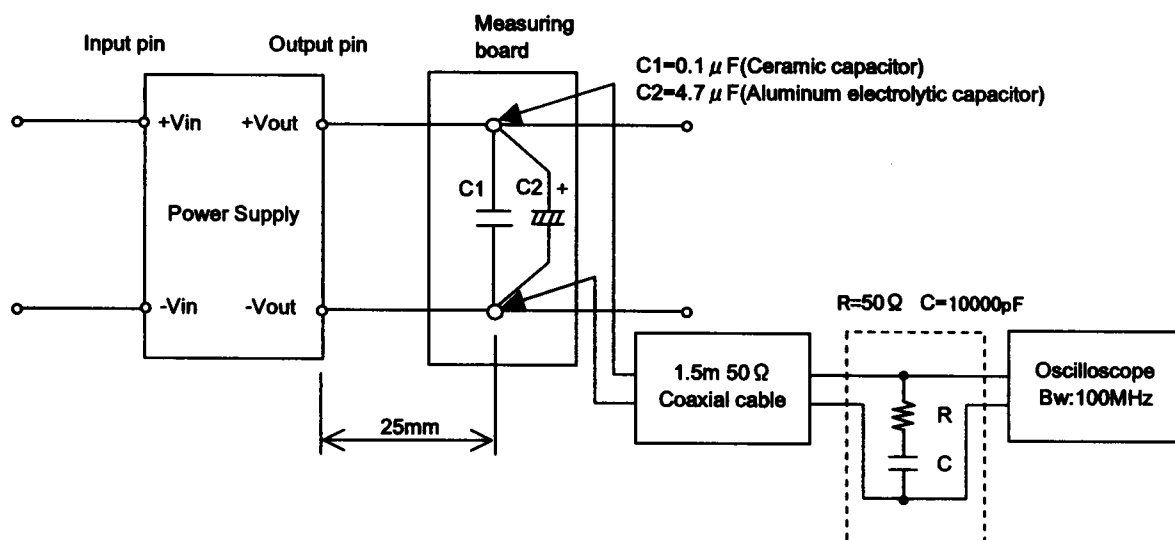 Measuring
board
Input pin
Output pin
C1=0.1 μF(Ceramic capacitor)
C2=4.7 μF(Aluminum electrolytic capacitor)
+Vin
+Vout
C1
C2
+
Power Supply
-Vin
-Vout
R=50Ω C=10000pF
1.5m 50Ω
Coaxial cable
Oscilloscope
Bw:100MHz
R
25mm
C